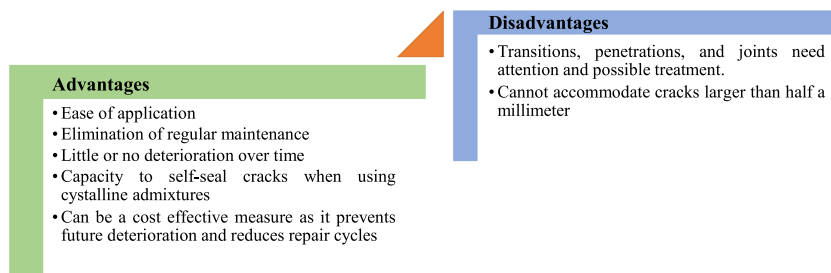 Advantages
• Ease of application
• Elimination of regular maintenance
• Little or no deterioration over time
• Capacity to self-seal cracks when using
cystalline admixtures
• Can be a cost effective measure as it prevents
future deterioration and reduces repair cycles
Disadvantages
• Transitions, penetrations, and joints need
attention and possible treatment.
• Cannot accommodate cracks larger than half a
millimeter